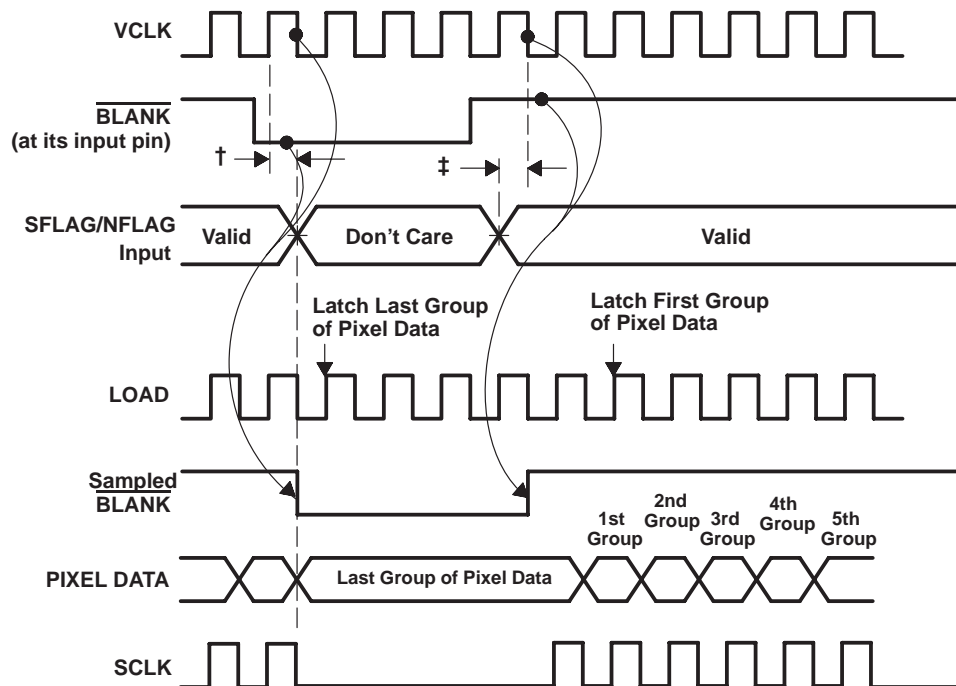 VCLK
BLANK
(at its input pin)
†
‡
SFLAG/NFLAG
Input
Valid
Don't Care
Valid
Latch Last Group
of Pixel Data
Latch First Group
of Pixel Data
LOAD
Sampled
BLANK
1st
Group
2nd
Group
3rd
Group
4th
Group
5th
Group
PIXEL DATA
Last Group of Pixel Data
SCLK